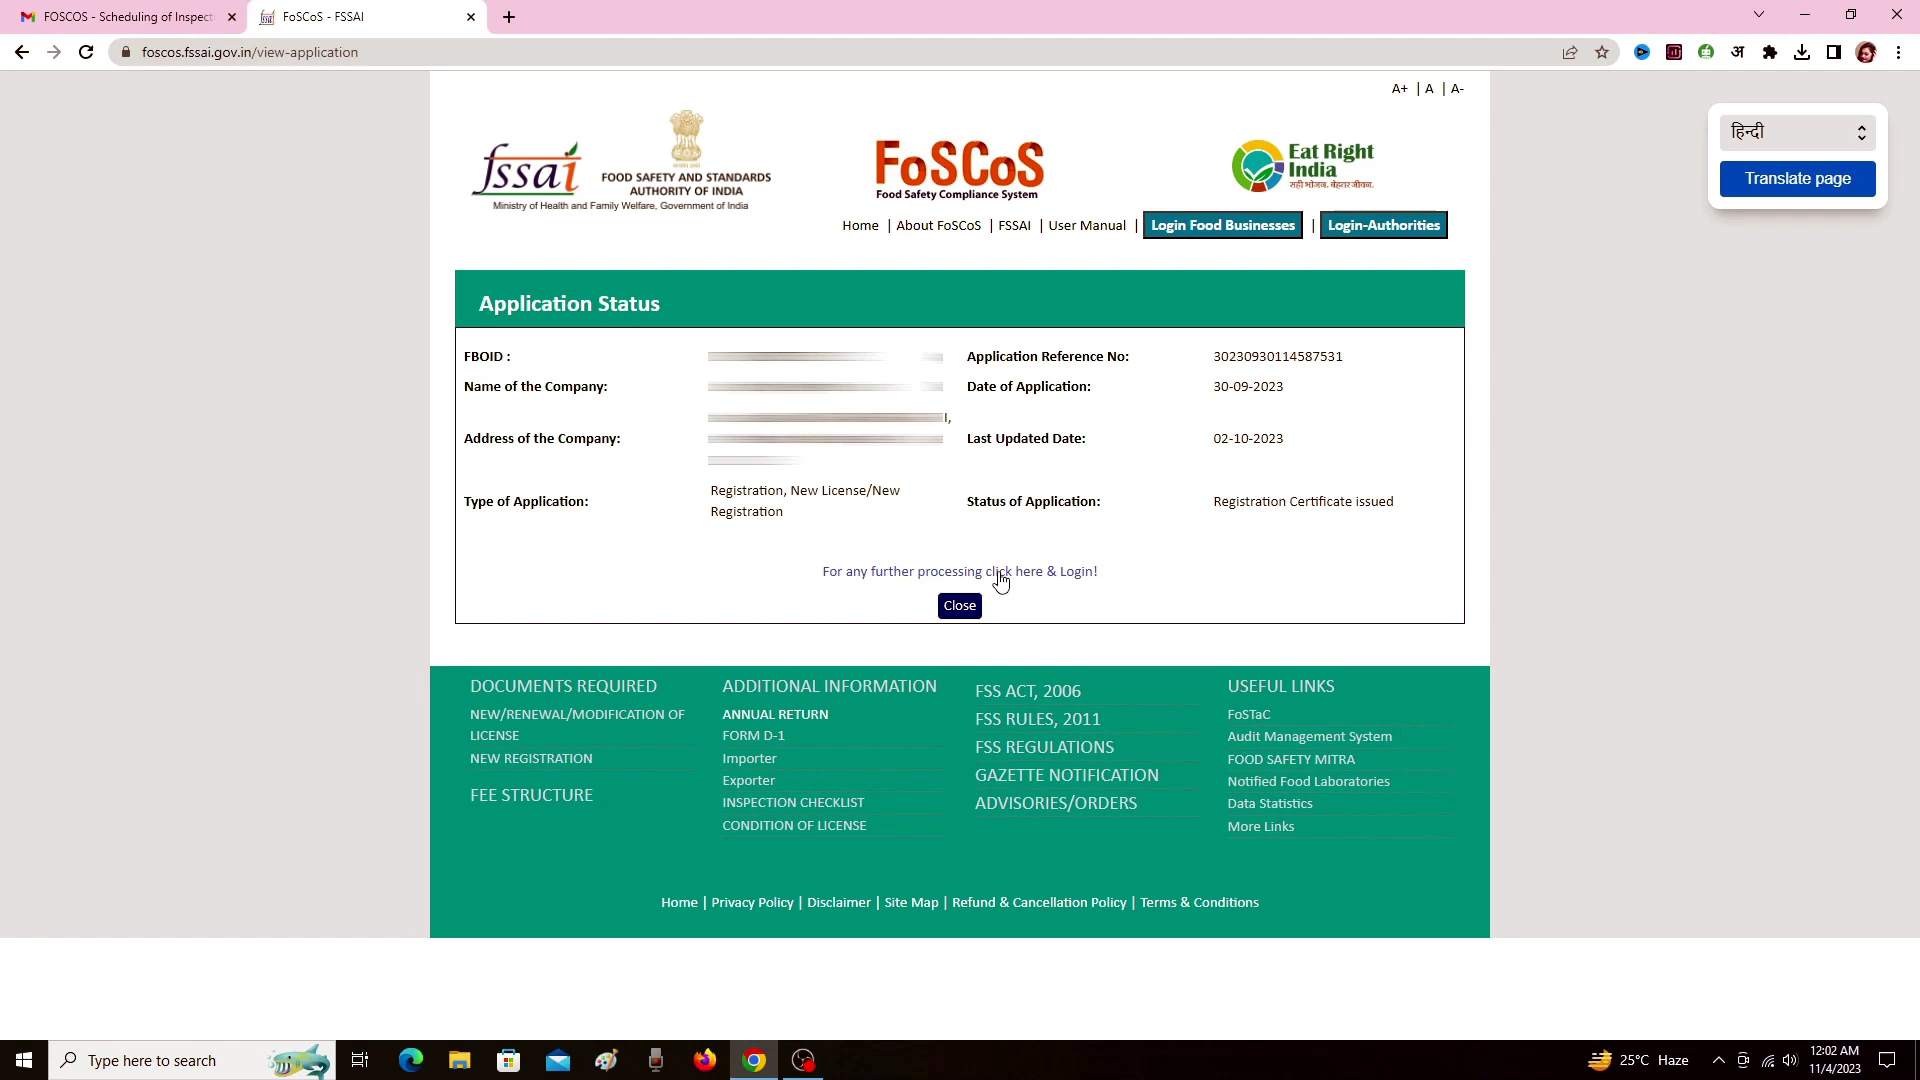 FOSCOS - Scheduling of Inspect
FoSCoS - FSSAI
foscos.fssai.gov.in/view-application
A+ | A | A-
हिन्दी
Translate page
fssai
FOOD SAFETY AND STANDARDS
AUTHORITY OF INDIA
Ministry of Health and Family Welfare, Government of India
FoSCoS
Food Safety Compliance System
Eat Right
India
सही भोजन. बेहतर जीवन.
Home | About FoSCoS | FSSAI | User Manual | Login Food Businesses | Login-Authorities
Application Status
FBOID :
Application Reference No: 30230930114587531
Name of the Company:
Date of Application: 30-09-2023
Address of the Company:
Last Updated Date: 02-10-2023
Type of Application: Registration, New License/New
Registration
Status of Application: Registration Certificate issued
For any further processing click here & Login!
Close
DOCUMENTS REQUIRED
NEW/RENEWAL/MODIFICATION OF
LICENSE
NEW REGISTRATION
FEE STRUCTURE
ADDITIONAL INFORMATION
ANNUAL RETURN
FORM D-1
Importer
Exporter
INSPECTION CHECKLIST
CONDITION OF LICENSE
FSS ACT, 2006
FSS RULES, 2011
FSS REGULATIONS
GAZETTE NOTIFICATION
ADVISORIES/ORDERS
USEFUL LINKS
FoSTaC
Audit Management System
FOOD SAFETY MITRA
Notified Food Laboratories
Data Statistics
More Links
Home | Privacy Policy | Disclaimer | Site Map | Refund & Cancellation Policy | Terms & Conditions
Type here to search
25°C Haze
12:02 AM
11/4/2023